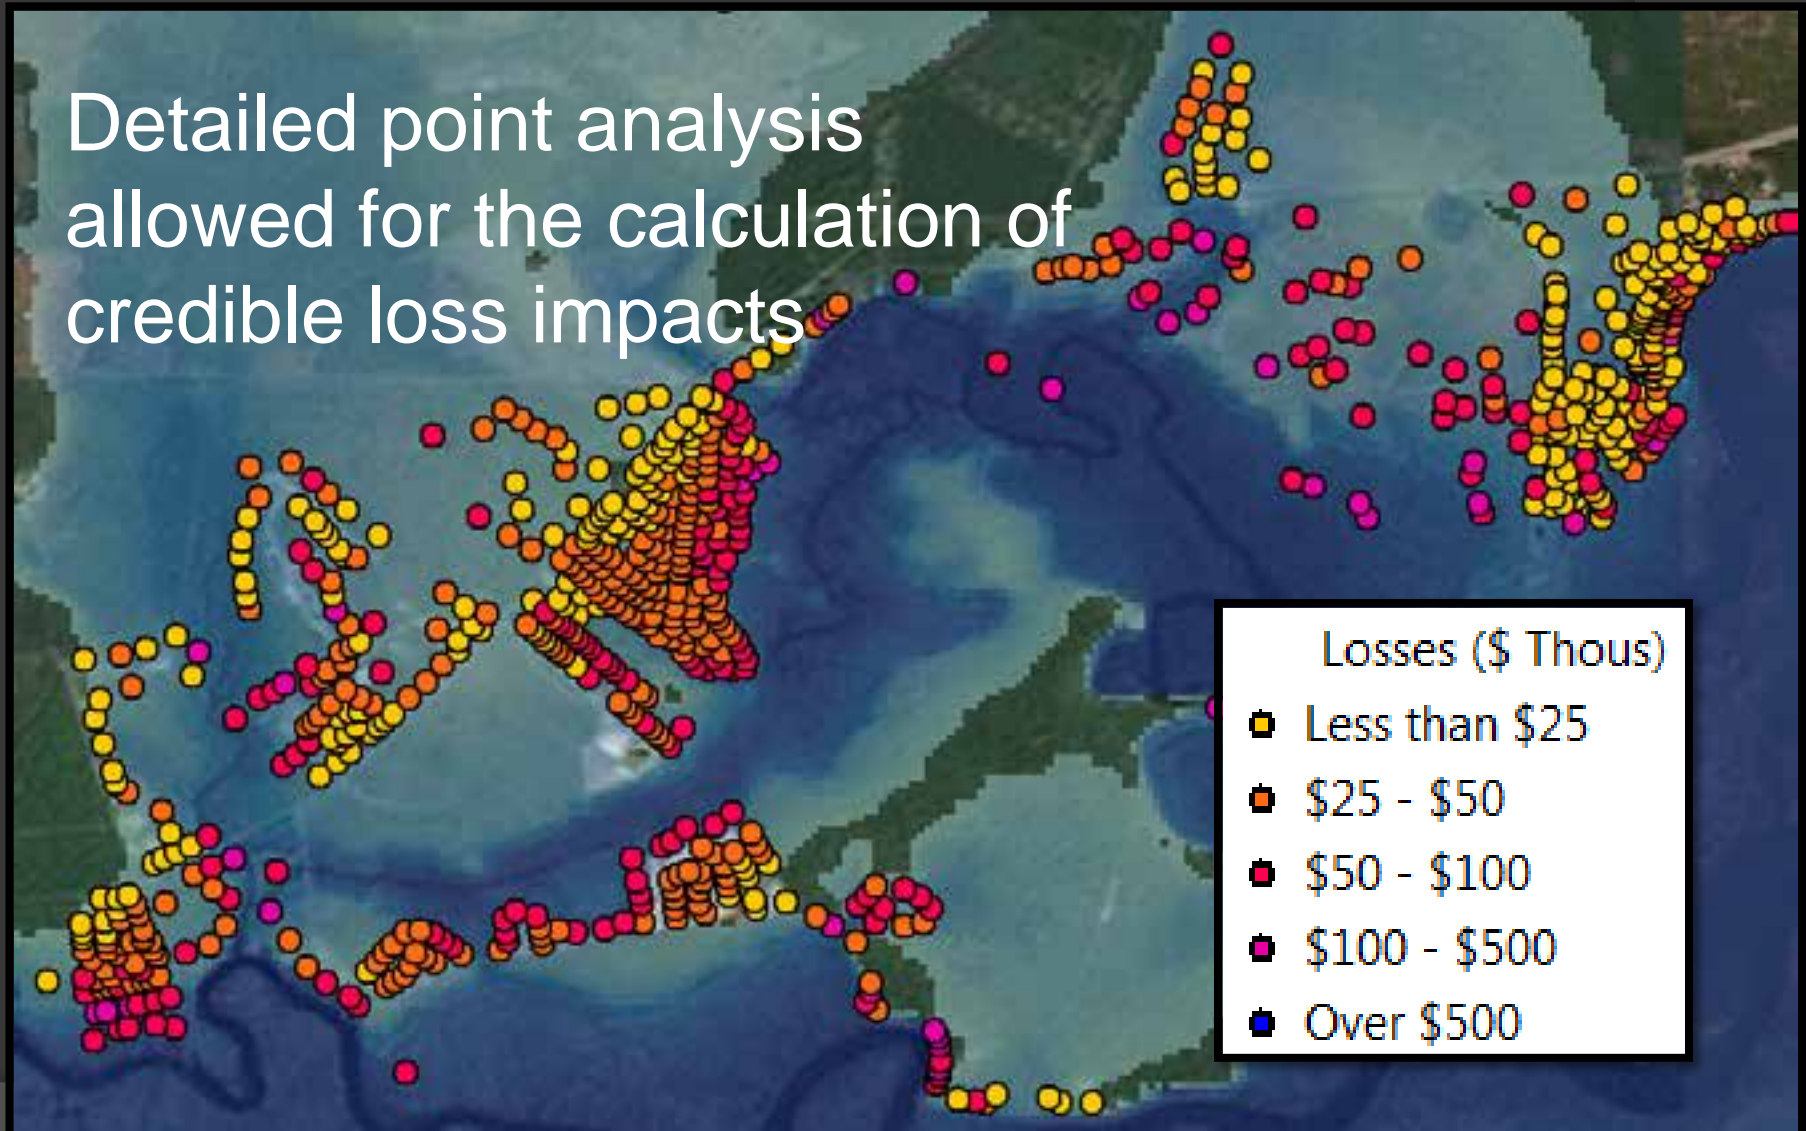 Detailed point analysis
allowed for the calculation of
credible loss impacts
Losses ($ Thous)
Less than $25
$25 - $50
$50 - $100
$100 - $500
Over $500